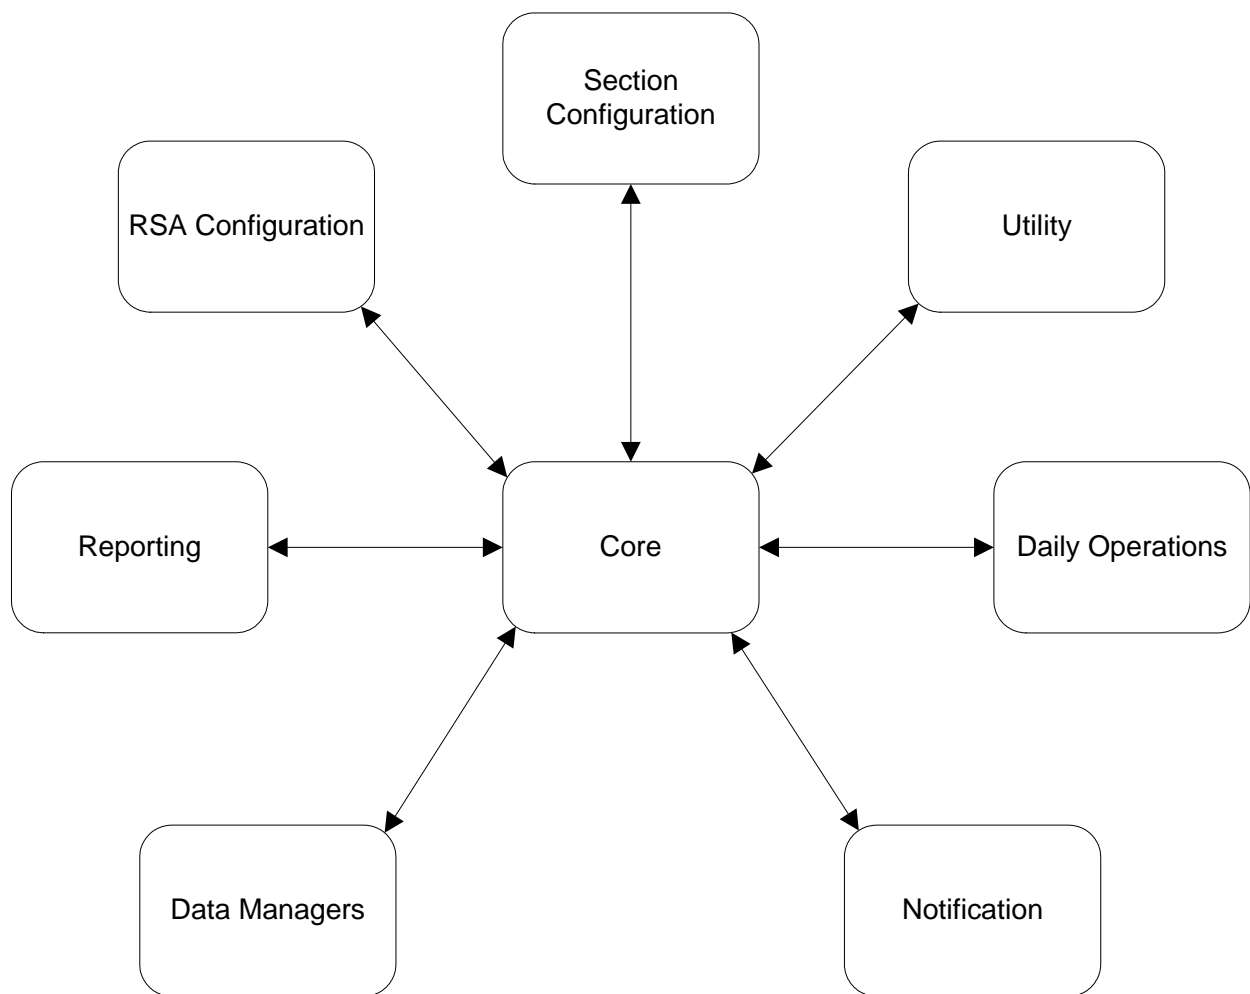 Section
Configuration
RSA Configuration
Utility
Reporting
Core
Daily Operations
Data Managers
Notification